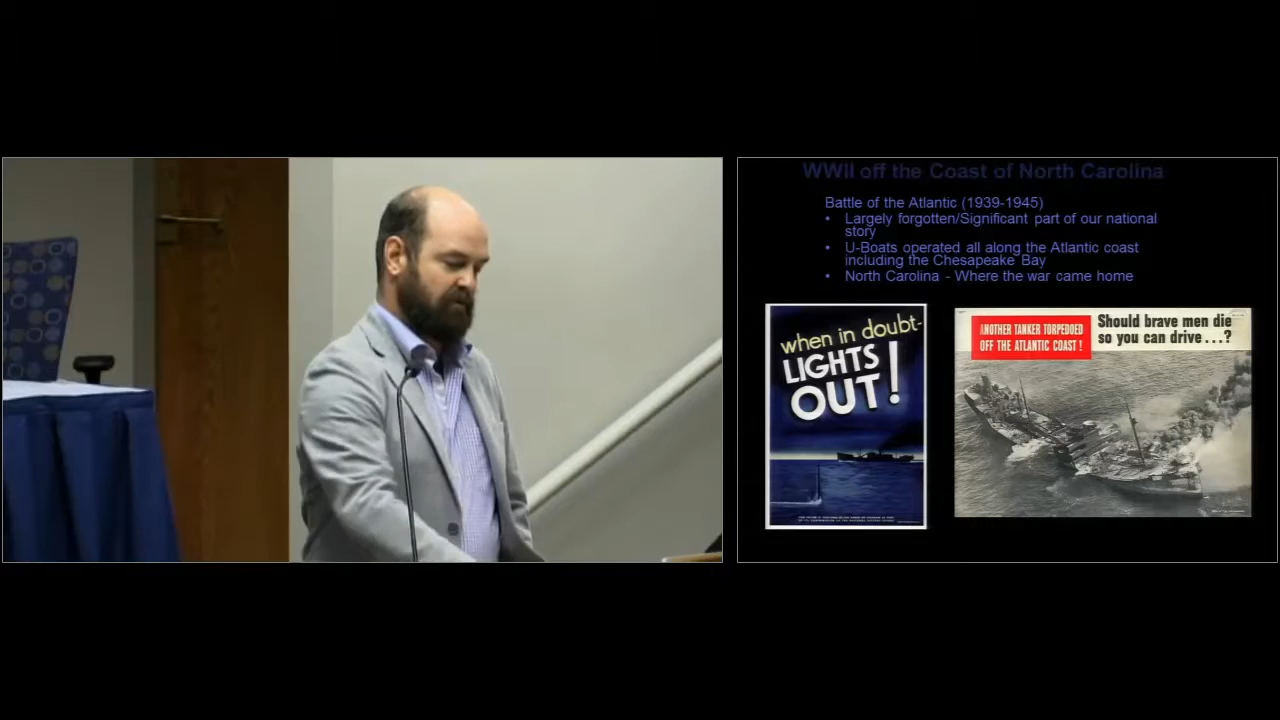 WWII off the Coast of North Carolina
Battle of the Atlantic (1939-1945)
• Largely forgotten/Significant part of our national
story
• U-Boats operated all along the Atlantic coast
including the Chesapeake Bay
• North Carolina - Where the war came home
when in doubt-
LIGHTS
OUT!
ANOTHER TANKER TORPEDOED
OFF THE ATLANTIC COAST!
Should brave men die
so you can drive...?